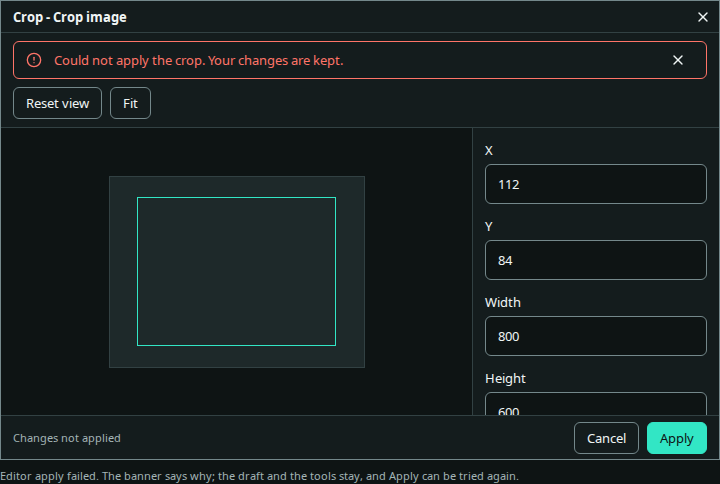 Crop - Crop image
Could not apply the crop. Your changes are kept.
Reset view
Fit
X
112
Y
84
Width
800
Height
600
Changes not applied
Cancel
Apply
Editor apply failed. The banner says why; the draft and the tools stay, and Apply can be tried again.